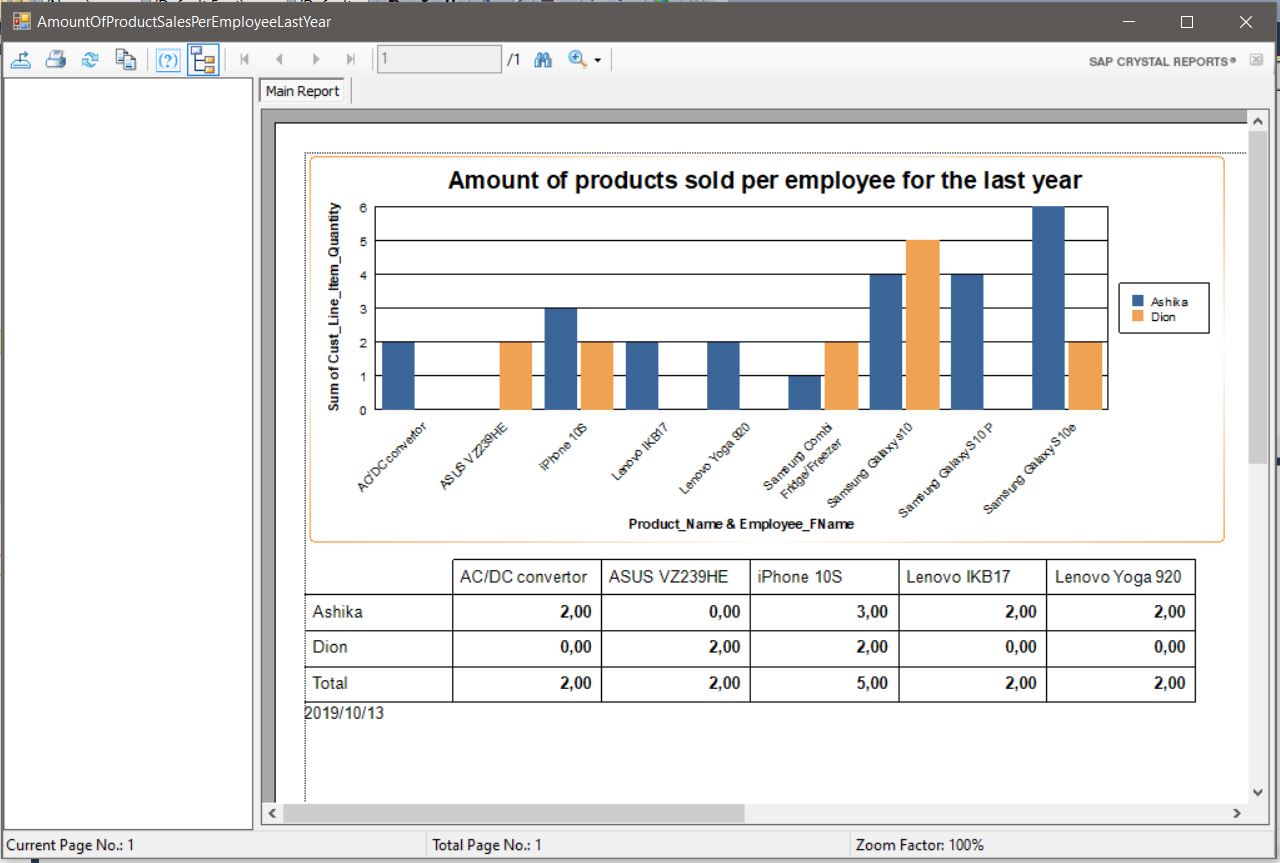 AmountOfProductSalesPerEmployeeLastYear
1 /1 SAP CRYSTAL REPORTS®
Main Report
Amount of products sold per employee for the last year
Sum of Cust_Line_Item_Quantity
6
5
4
3
2
1
0
Ashika
Dion
AC/DC convertor
ASUS VZ239HE
iPhone 10S
Lenovo IKB17
Lenovo Yoga 920
Samsung Combi
Fridge/Freezer
Samsung Galaxy s10
Samsung Galaxy S10 P
Samsung Galaxy S10e
Product_Name & Employee_FName
AC/DC convertor ASUS VZ239HE iPhone 10S Lenovo IKB17 Lenovo Yoga 920
Ashika 2,00 0,00 3,00 2,00 2,00
Dion 0,00 2,00 2,00 0,00 0,00
Total 2,00 2,00 5,00 2,00 2,00
2019/10/13
Current Page No.: 1 Total Page No.: 1 Zoom Factor: 100%